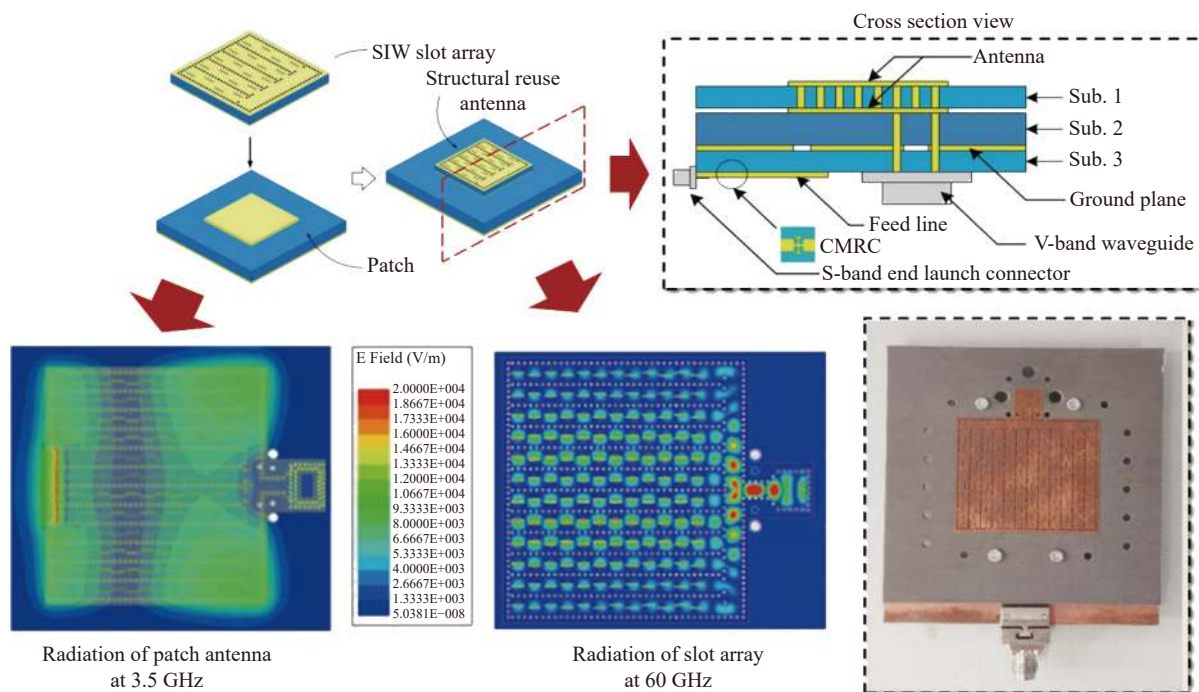 SIW slot array
Structural reuse
antenna
Patch
Cross section view
Antenna
Sub. 1
Sub. 2
Sub. 3
Ground plane
Feed line
V-band waveguide
CMRC
S-band end launch connector
E Field (V/m)
2.0000E+004
1.8667E+004
1.7333E+004
1.6000E+004
1.4667E+004
1.3333E+004
1.2000E+004
1.0667E+004
9.3333E+003
8.0000E+003
6.6667E+003
5.3333E+003
4.0000E+003
2.6667E+003
1.3333E+003
5.0381E−008
Radiation of patch antenna
at 3.5 GHz
Radiation of slot array
at 60 GHz